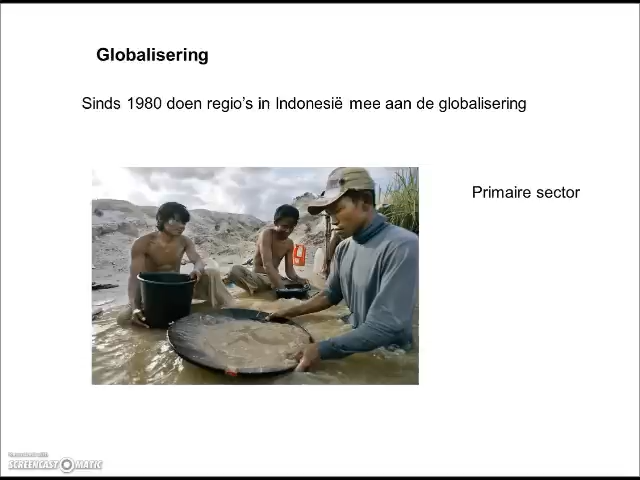 Globalisering
Sinds 1980 doen regio's in Indonesië mee aan de globalisering
Primaire sector
SCREENCAST-O-MATIC